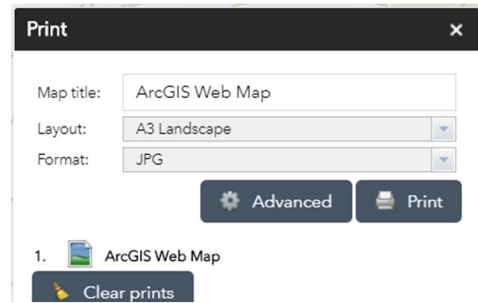 Print
Map title: ArcGIS Web Map
Layout: A3 Landscape
Format: JPG
Advanced Print
1. ArcGIS Web Map
Clear prints